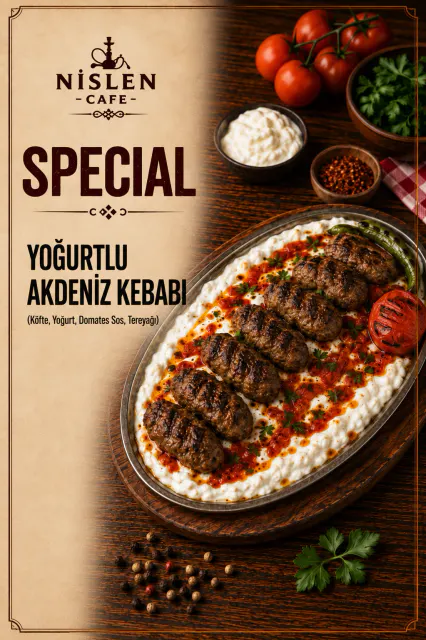 NİSLEN
- CAFE -
SPECIAL
YOĞURTLU
AKDENİZ KEBABI
(Köfte, Yoğurt, Domates Sos, Tereyağı)